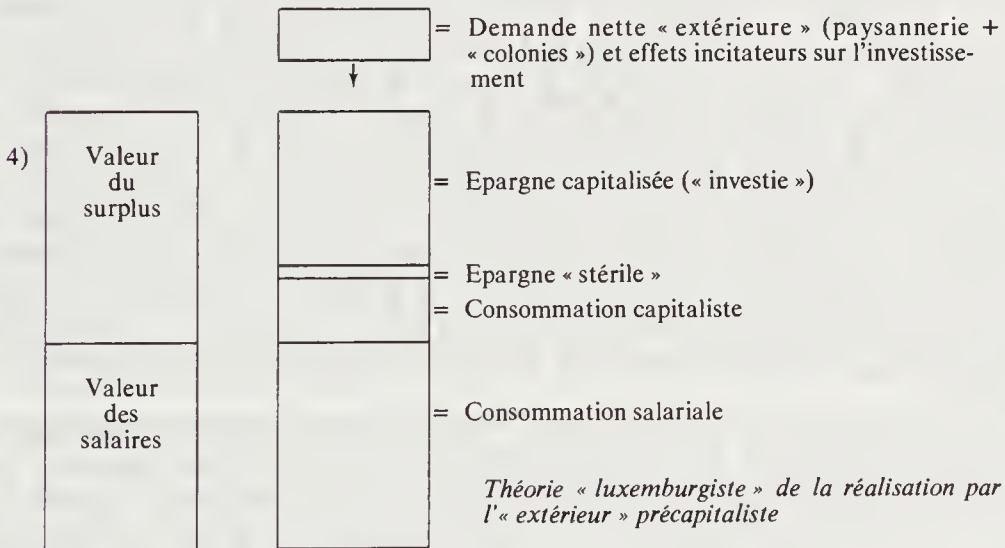 = Demande nette « extérieure » (paysannerie +
« colonies ») et effets incitateurs sur l'investisse-
ment
4)
Valeur
du
surplus
= Epargne capitalisée (« investie »)
= Epargne « stérile »
= Consommation capitaliste
Valeur
des
salaires
= Consommation salariale
Théorie « luxemburgiste » de la réalisation par
l'« extérieur » précapitaliste